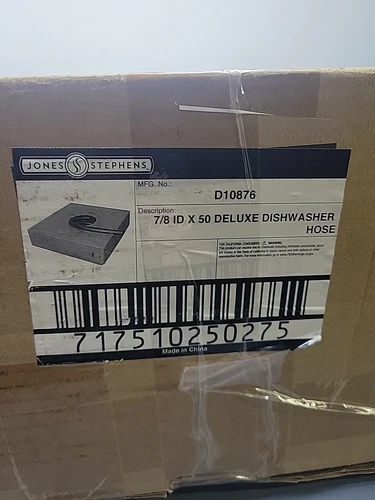 JONES STEPHENS
MFG. No.:
D10876
Description:
7/8 ID X 50 DELUXE DISHWASHER
HOSE
FOR CALIFORNIA CONSUMERS: WARNING:
717510250275
Made in China